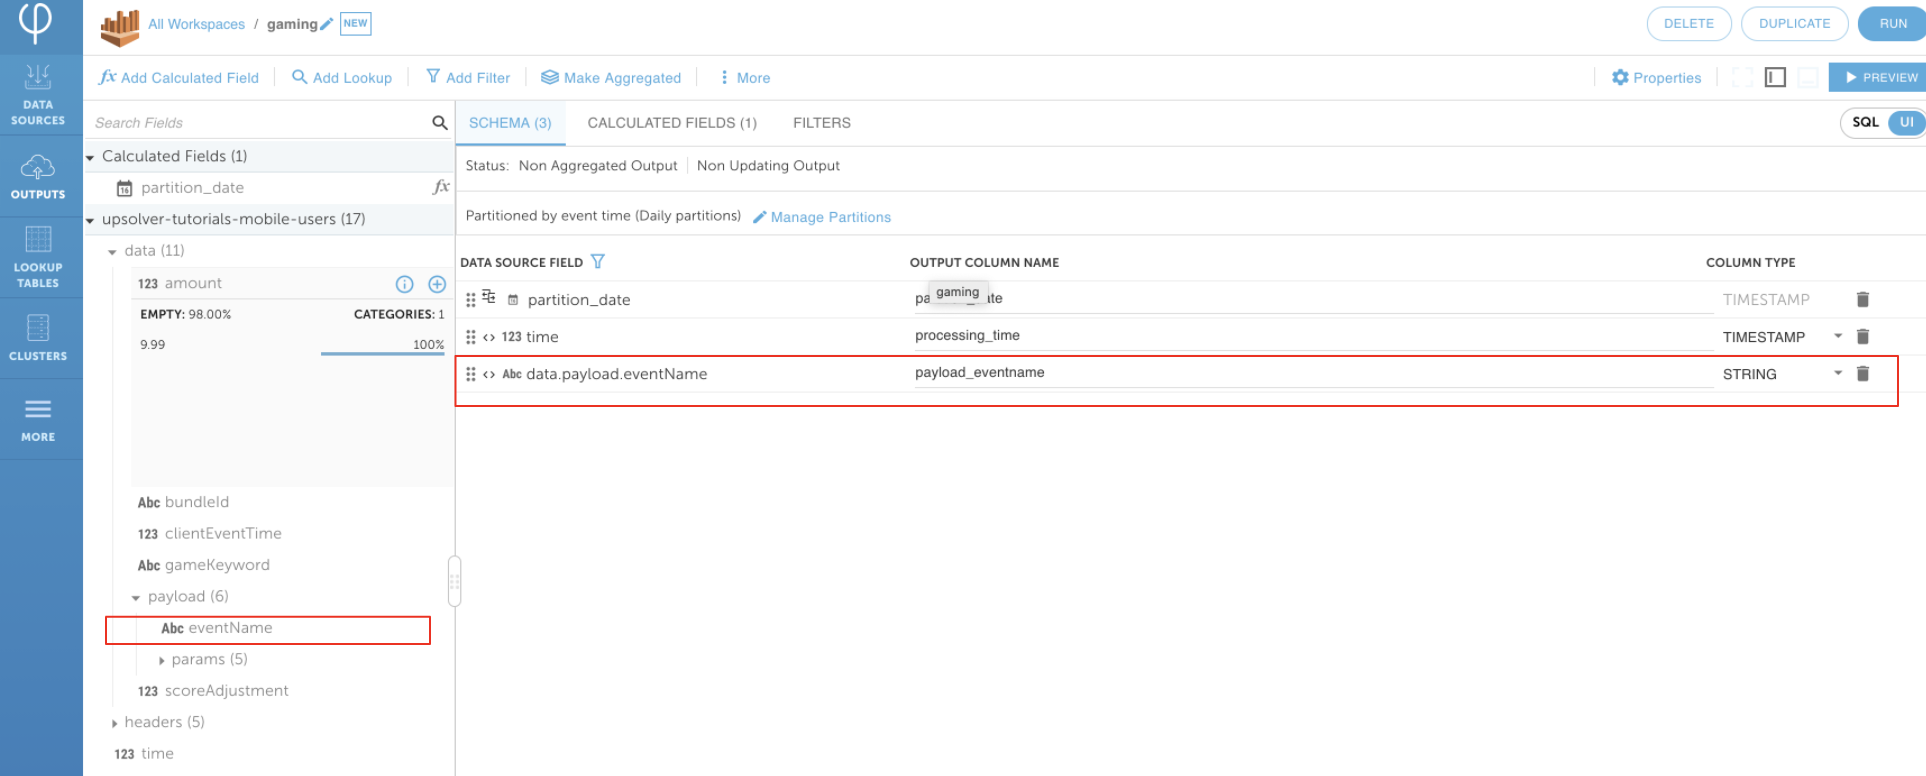 φ
All Workspaces / gaming NEW
DELETE DUPLICATE RUN
fx Add Calculated Field Add Lookup Add Filter Make Aggregated More
Properties PREVIEW
DATA
SOURCES
OUTPUTS
LOOKUP
TABLES
CLUSTERS
MORE
Search Fields
Calculated Fields (1)
16 partition_date fx
upsolver-tutorials-mobile-users (17)
data (11)
123 amount
EMPTY: 98.00% CATEGORIES: 1
9.99 100%
Abc bundleId
123 clientEventTime
Abc gameKeyword
payload (6)
Abc eventName
params (5)
123 scoreAdjustment
headers (5)
123 time
SCHEMA (3) CALCULATED FIELDS (1) FILTERS
SQL UI
Status: Non Aggregated Output Non Updating Output
Partitioned by event time (Daily partitions) Manage Partitions
DATA SOURCE FIELD OUTPUT COLUMN NAME COLUMN TYPE
gaming
partition_date TIMESTAMP
<> 123 time processing_time TIMESTAMP
<> Abc data.payload.eventName payload_eventname STRING